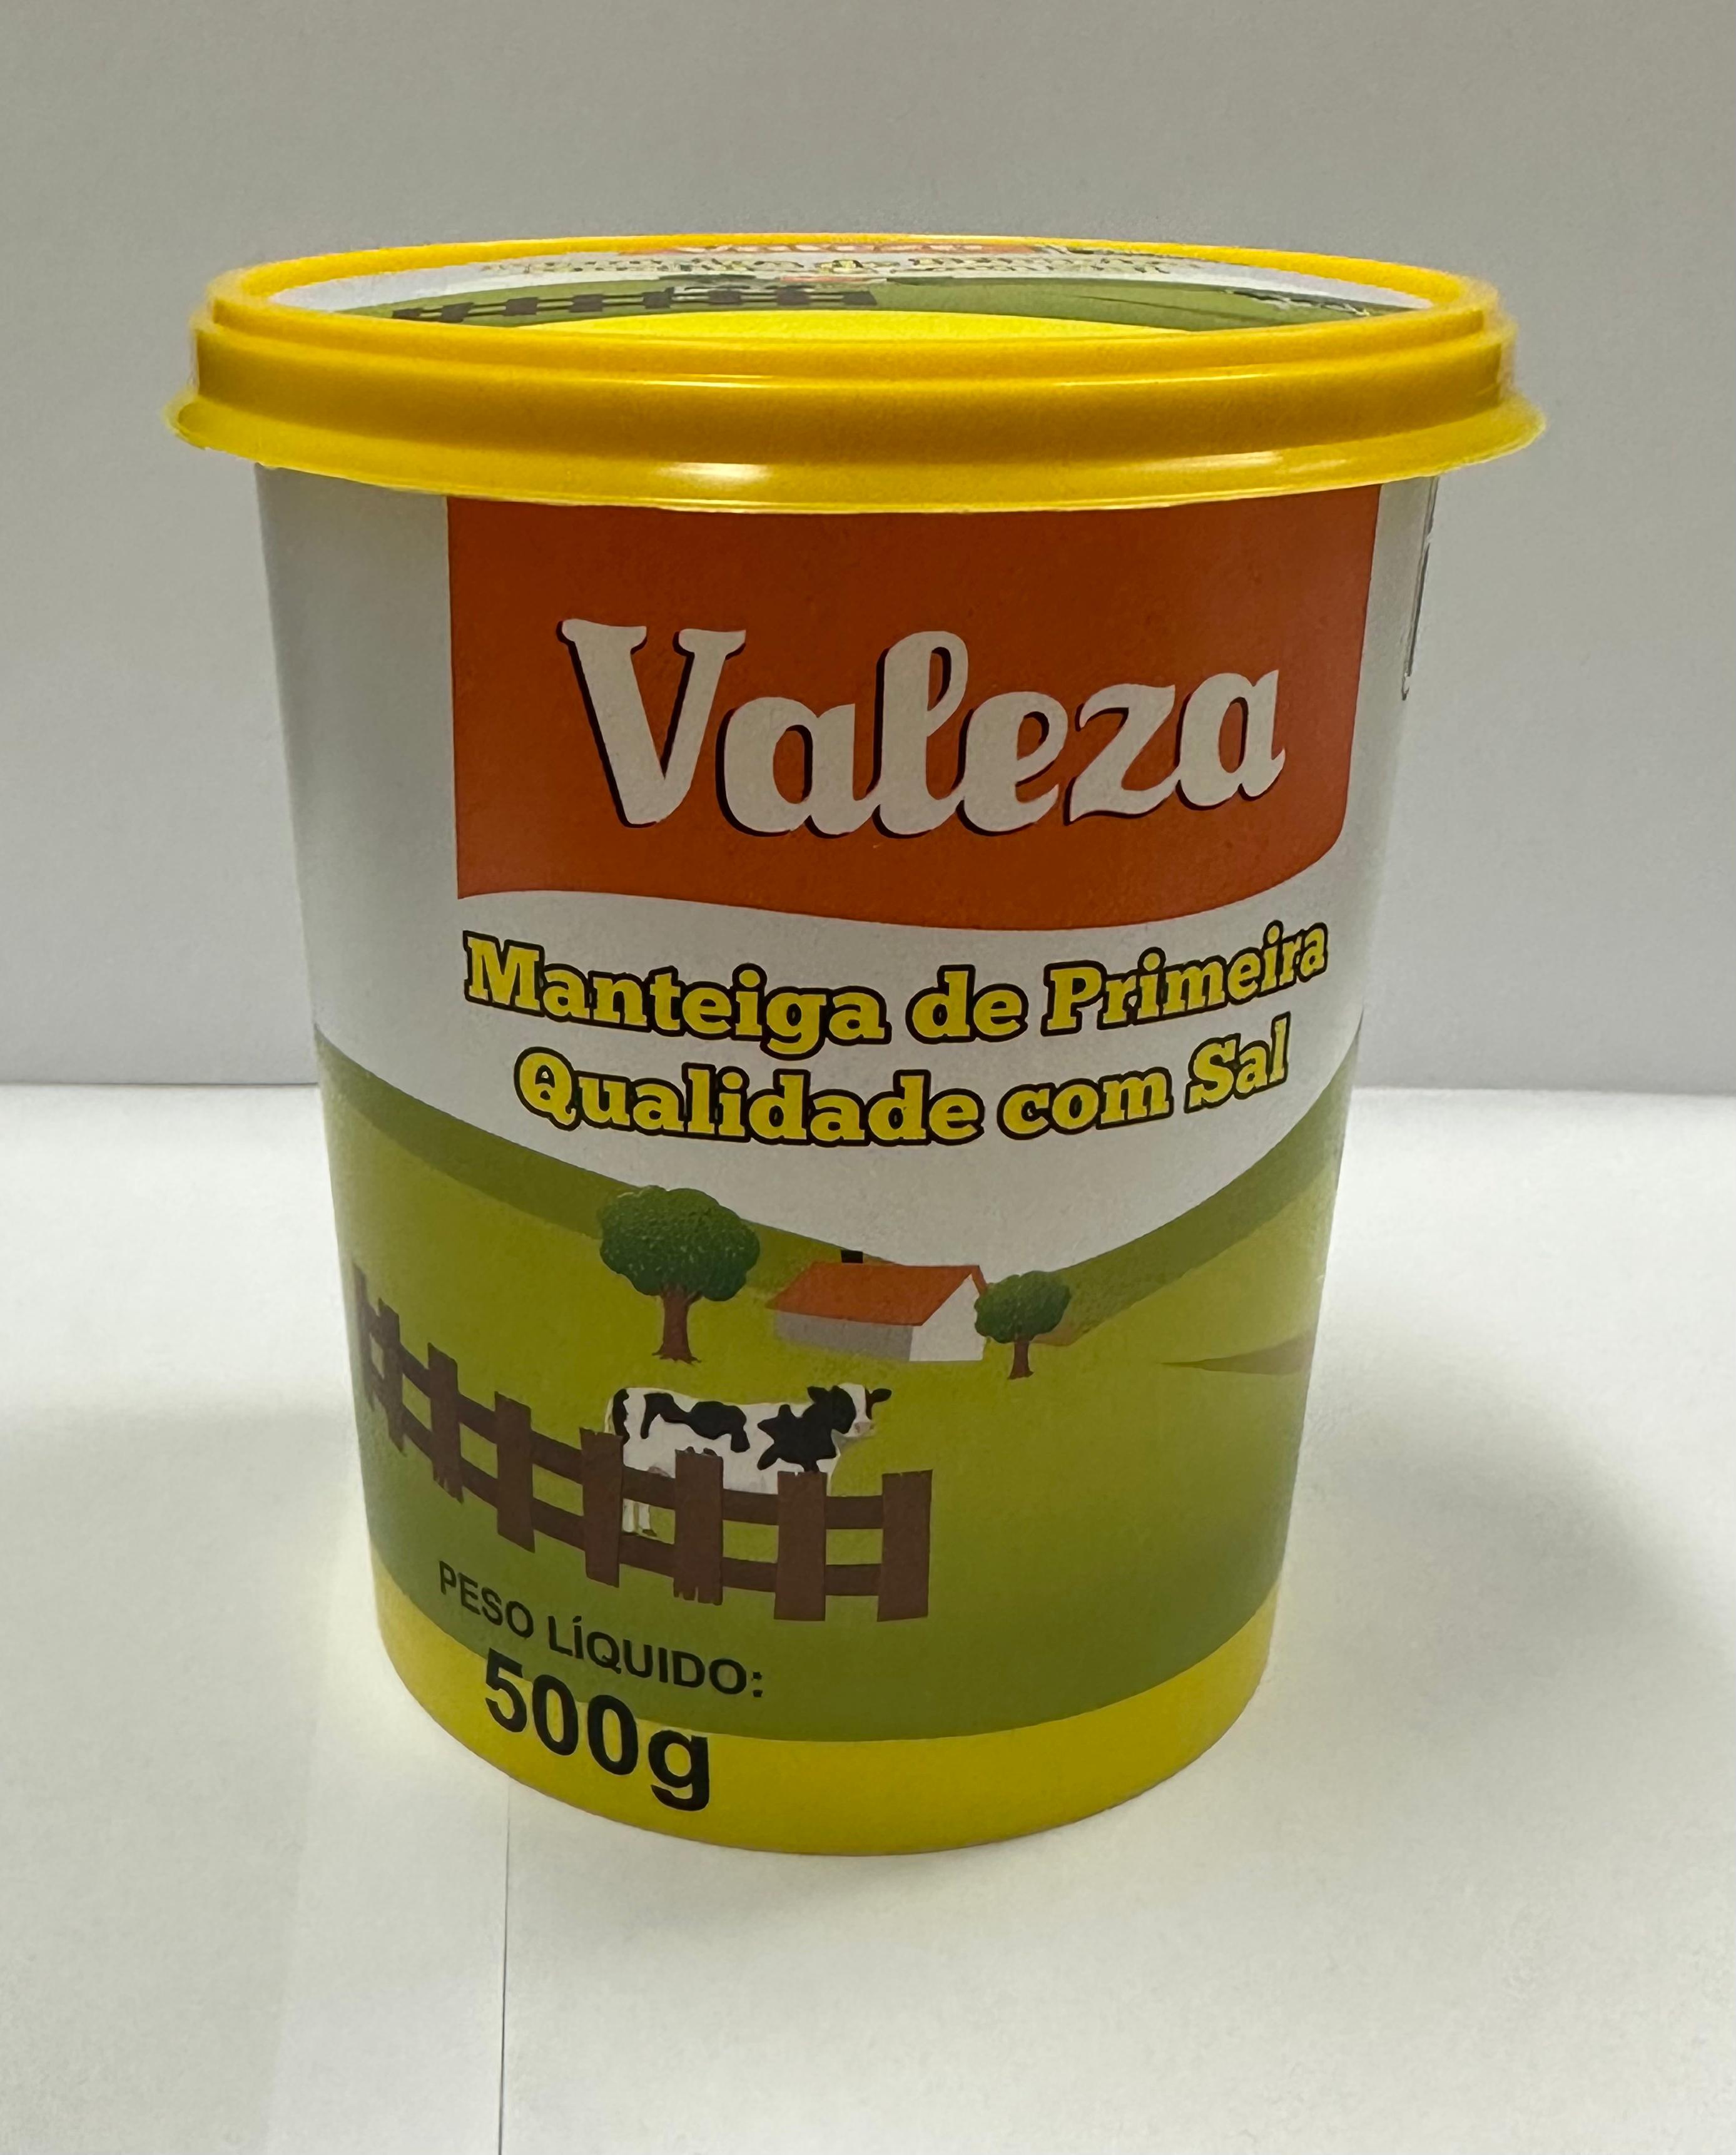 Valeza
Manteiga de Primeira
Qualidade com Sal
PESO LÍQUIDO:
500g